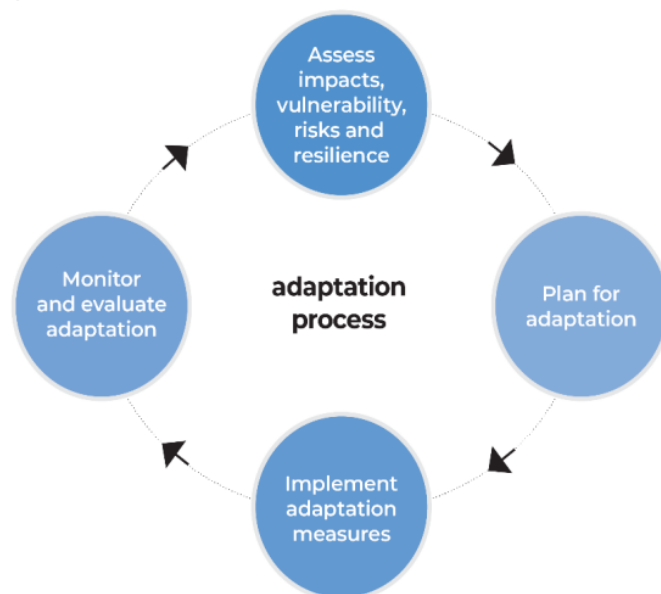 Assess
impacts,
vulnerability,
risks and
resilience
Plan for
adaptation
Implement
adaptation
measures
Monitor
and evaluate
adaptation
adaptation
process